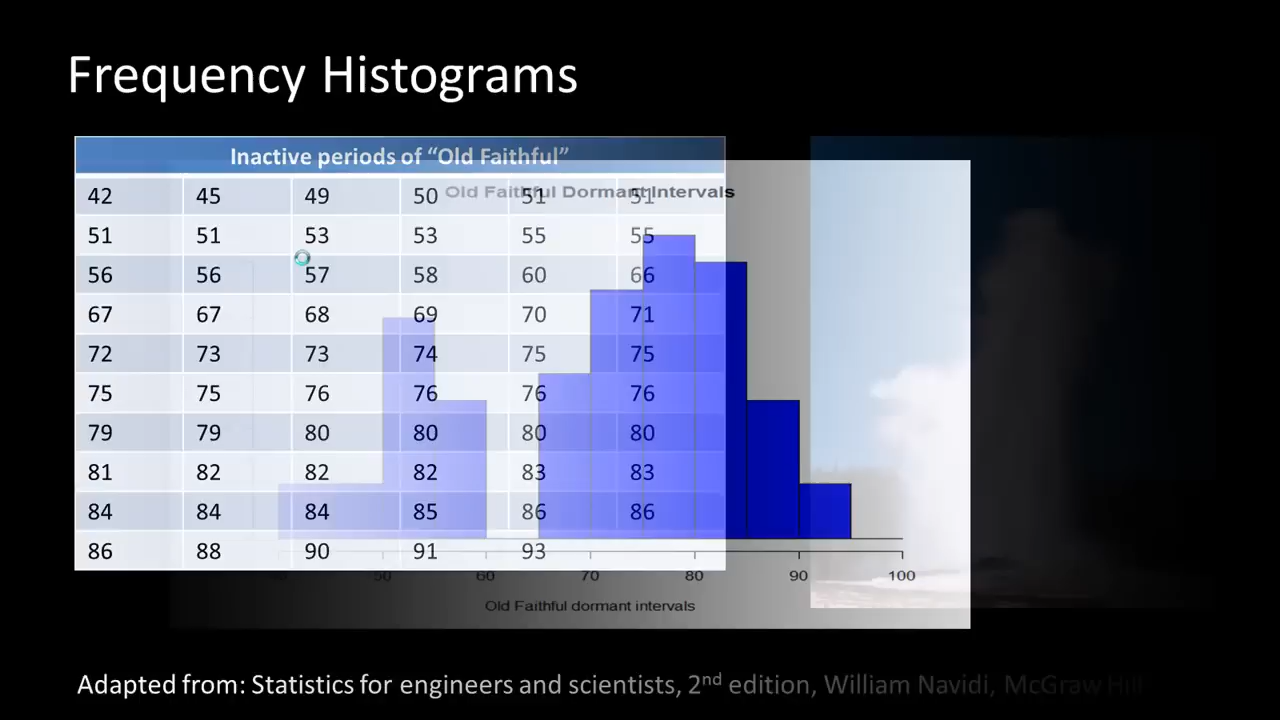 Frequency Histograms
Inactive periods of “Old Faithful”
Old Faithful Dormant Intervals
42 45 49 50 51 51
51 51 53 53 55 55
56 56 57 58 60 66
67 67 68 69 70 71
72 73 73 74 75 75
75 75 76 76 76 76
79 79 80 80 80 80
81 82 82 82 83 83
84 84 84 85 86 86
86 88 90 91 93
50 60 70 80 90 100
Old Faithful dormant intervals
Adapted from: Statistics for engineers and scientists, 2nd edition, William Navidi, McGraw Hill